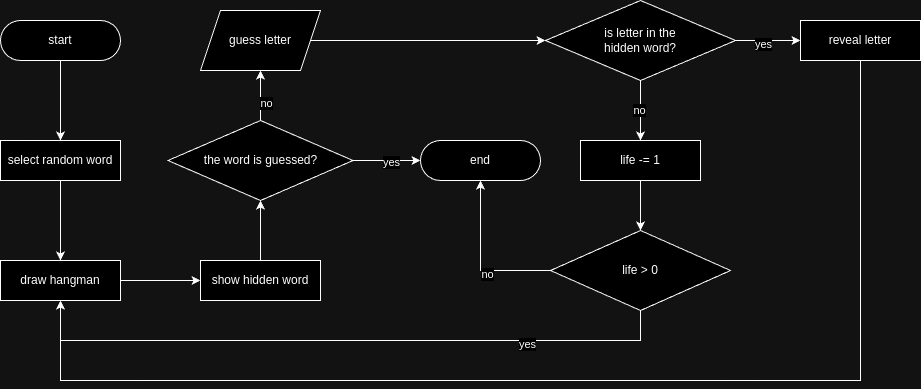 start
guess letter
is letter in the
hidden word?
yes
reveal letter
no
no
select random word
the word is guessed?
yes
end
life -= 1
draw hangman
show hidden word
no
life > 0
yes